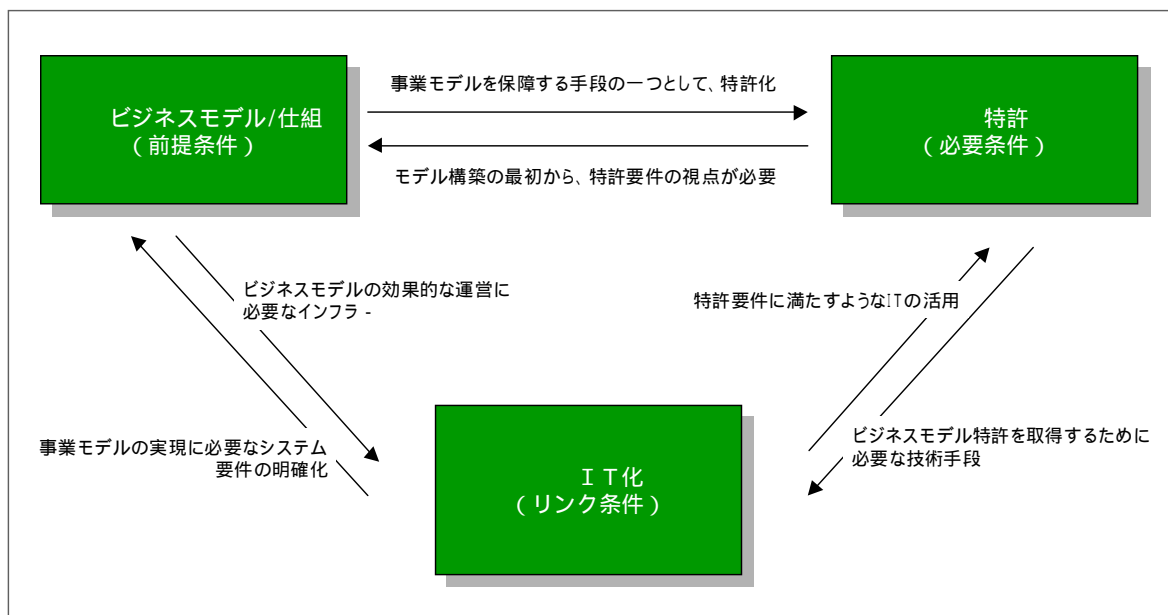 事業モデルを保障する手段の一つとして、特許化
ビジネスモデル/仕組
(前提条件)
特許
(必要条件)
モデル構築の最初から、特許要件の視点が必要
ビジネスモデルの効果的な運営に
必要なインフラ -
特許要件に満たすようなITの活用
事業モデルの実現に必要なシステム
要件の明確化
ビジネスモデル特許を取得するために
必要な技術手段
ＩＴ化
(リンク条件)